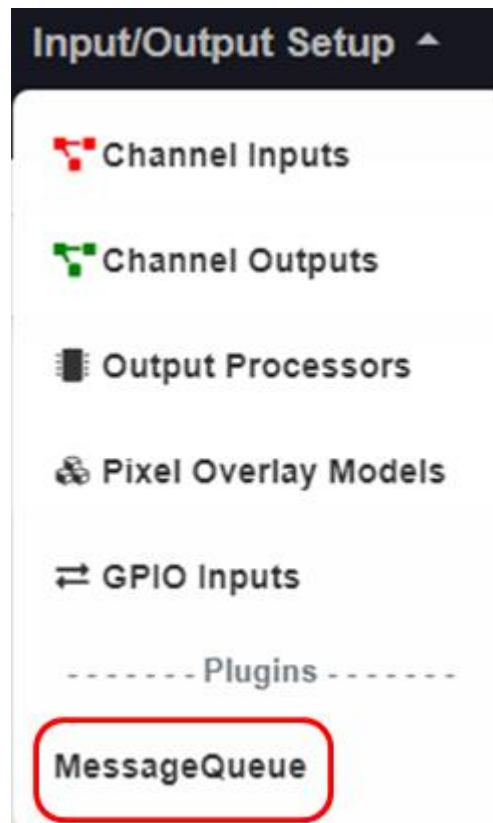 Input/Output Setup
Channel Inputs
Channel Outputs
Output Processors
Pixel Overlay Models
GPIO Inputs
- - - - - - - Plugins - - - - - - -
MessageQueue